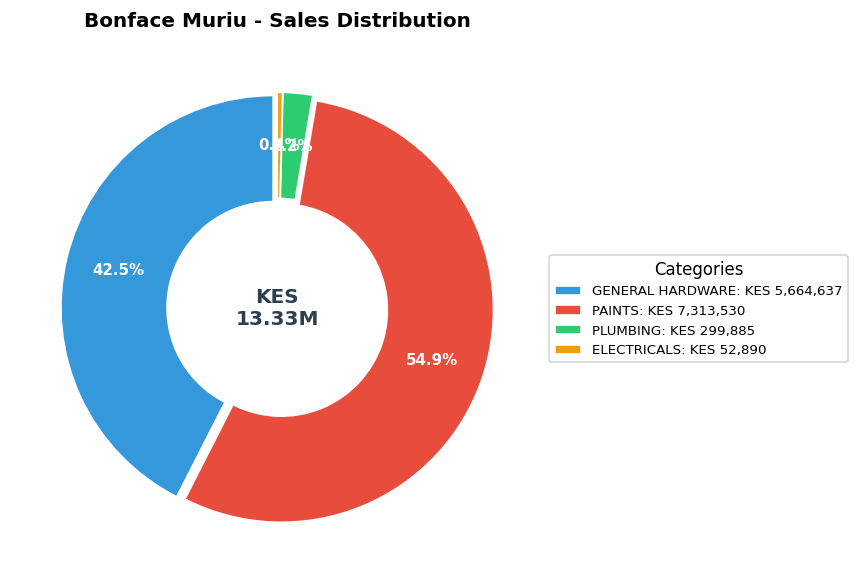 Bonface Muriu - Sales Distribution
42.5%
54.9%
KES
13.33M
Categories
GENERAL HARDWARE: KES 5,664,637
PAINTS: KES 7,313,530
PLUMBING: KES 299,885
ELECTRICALS: KES 52,890